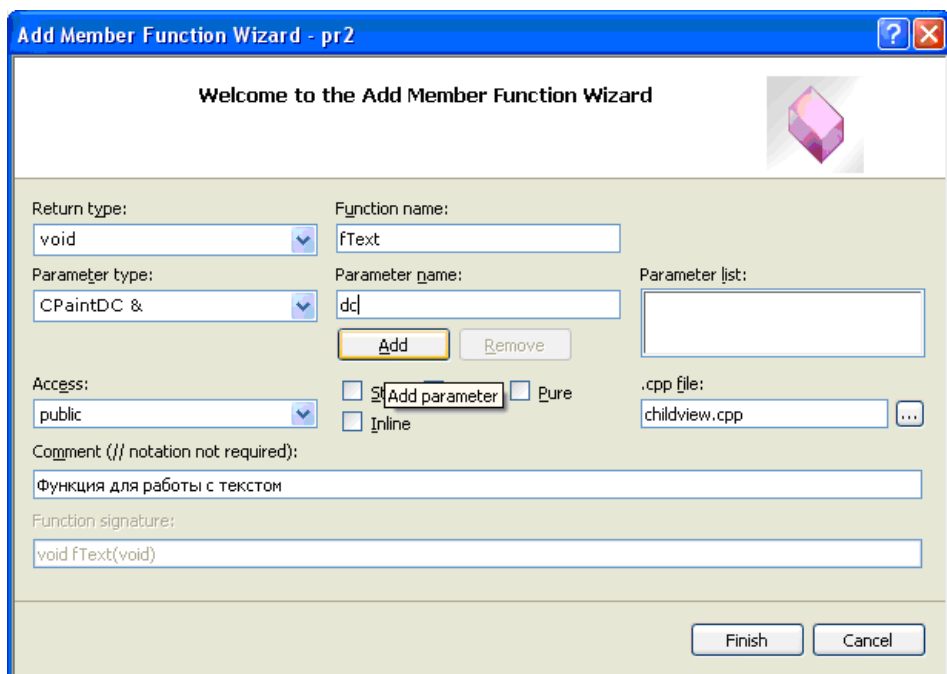 Add Member Function Wizard - pr2
Welcome to the Add Member Function Wizard
Return type:
Function name:
void
fText
Parameter type:
Parameter name:
Parameter list:
CPaintDC &
dc
Add
Remove
Access:
Add parameter
Pure
.cpp file:
public
Inline
childview.cpp
...
Comment (// notation not required):
Функция для работы с текстом
Function signature:
void fText(void)
Finish
Cancel